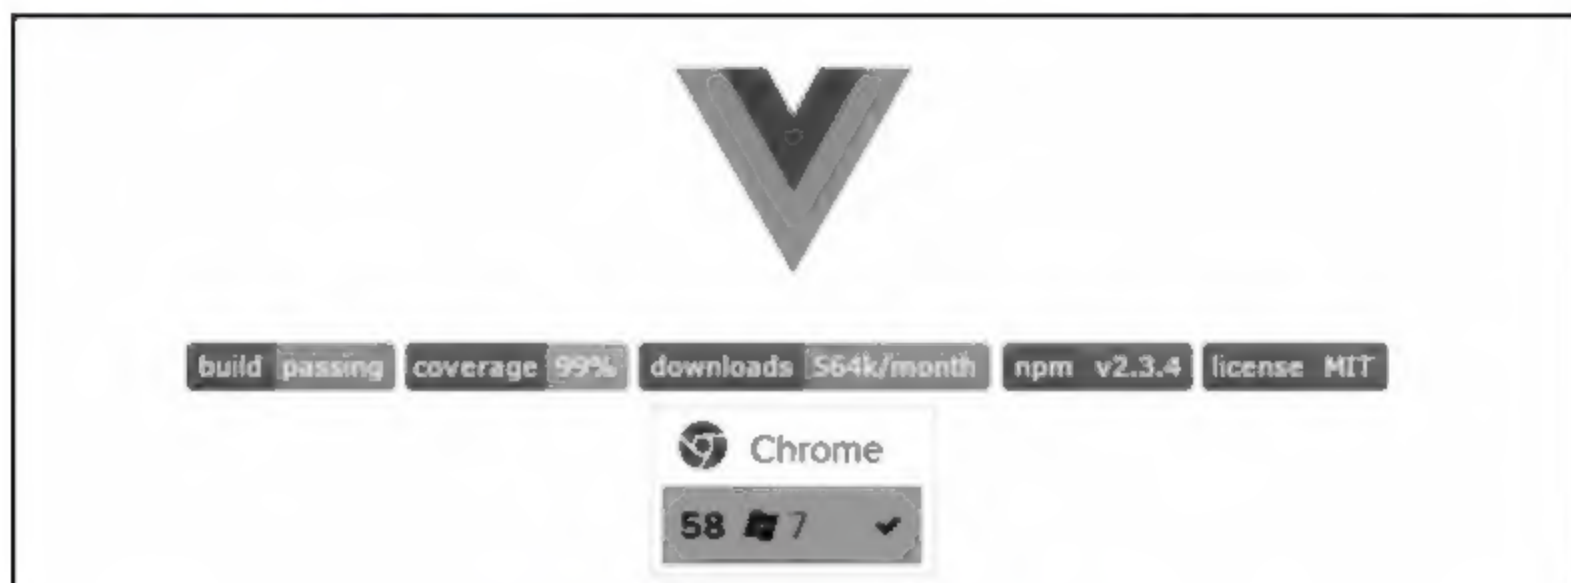 build passing coverage 99% downloads 564k/month npm v2.3.4 license MIT
Chrome
58 7